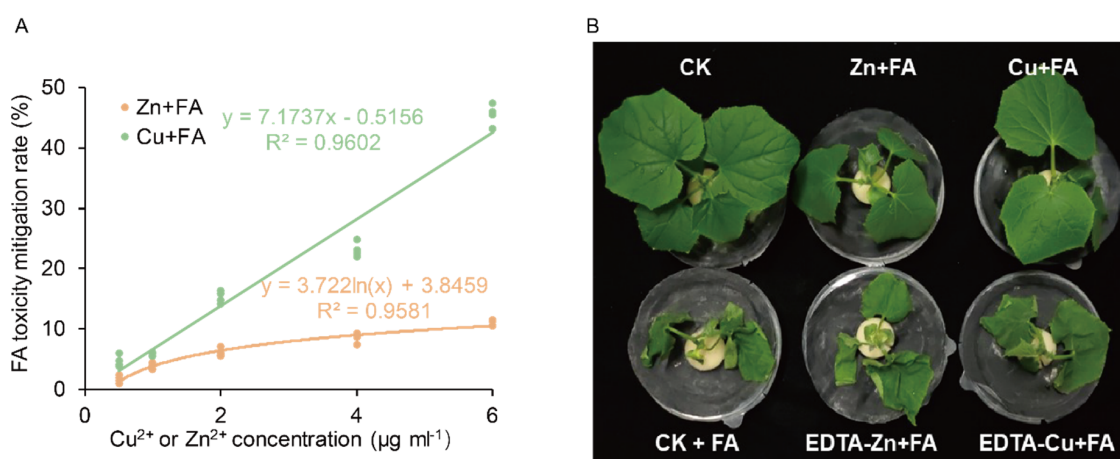 A
FA toxicity mitigation rate (%)
50
40
30
20
10
0
0
2
4
6
Cu²⁺ or Zn²⁺ concentration (µg ml⁻¹)
Zn+FA
Cu+FA
y = 7.1737x - 0.5156
R² = 0.9602
y = 3.722ln(x) + 3.8459
R² = 0.9581
B
CK
Zn+FA
Cu+FA
CK + FA
EDTA-Zn+FA
EDTA-Cu+FA